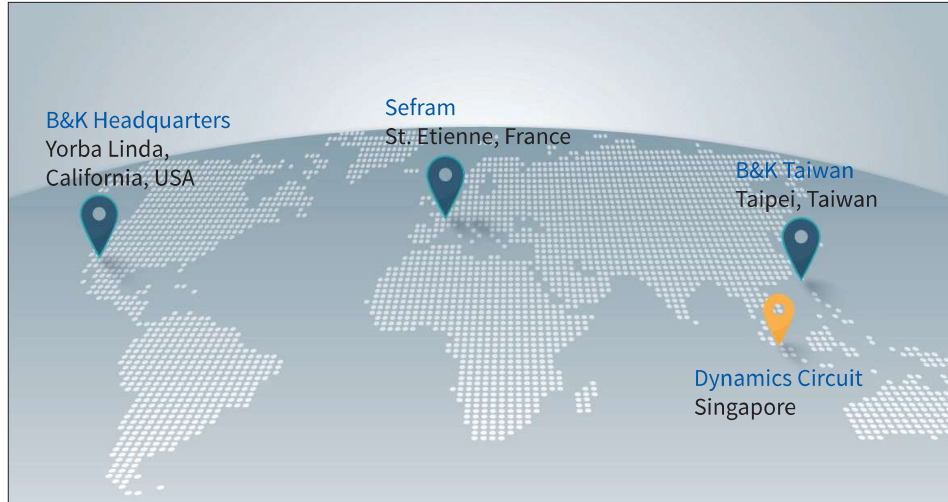 B&K Headquarters
Yorba Linda,
California, USA
Sefram
St. Etienne, France
B&K Taiwan
Taipei, Taiwan
Dynamics Circuit
Singapore